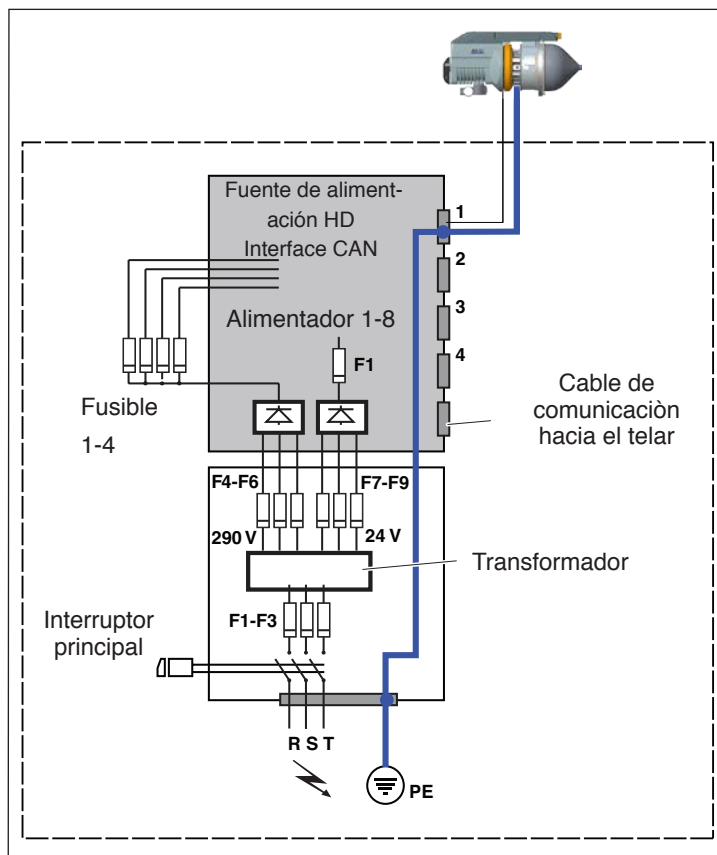 Fuente de aliment-
ación HD
Interface CAN
1
2
3
4
Alimentador 1-8
F1
Fusible
1-4
Cable de
comunicaciòn
hacia el telar
F4-F6
F7-F9
290 V
24 V
Transformador
F1-F3
Interruptor
principal
R S T
PE